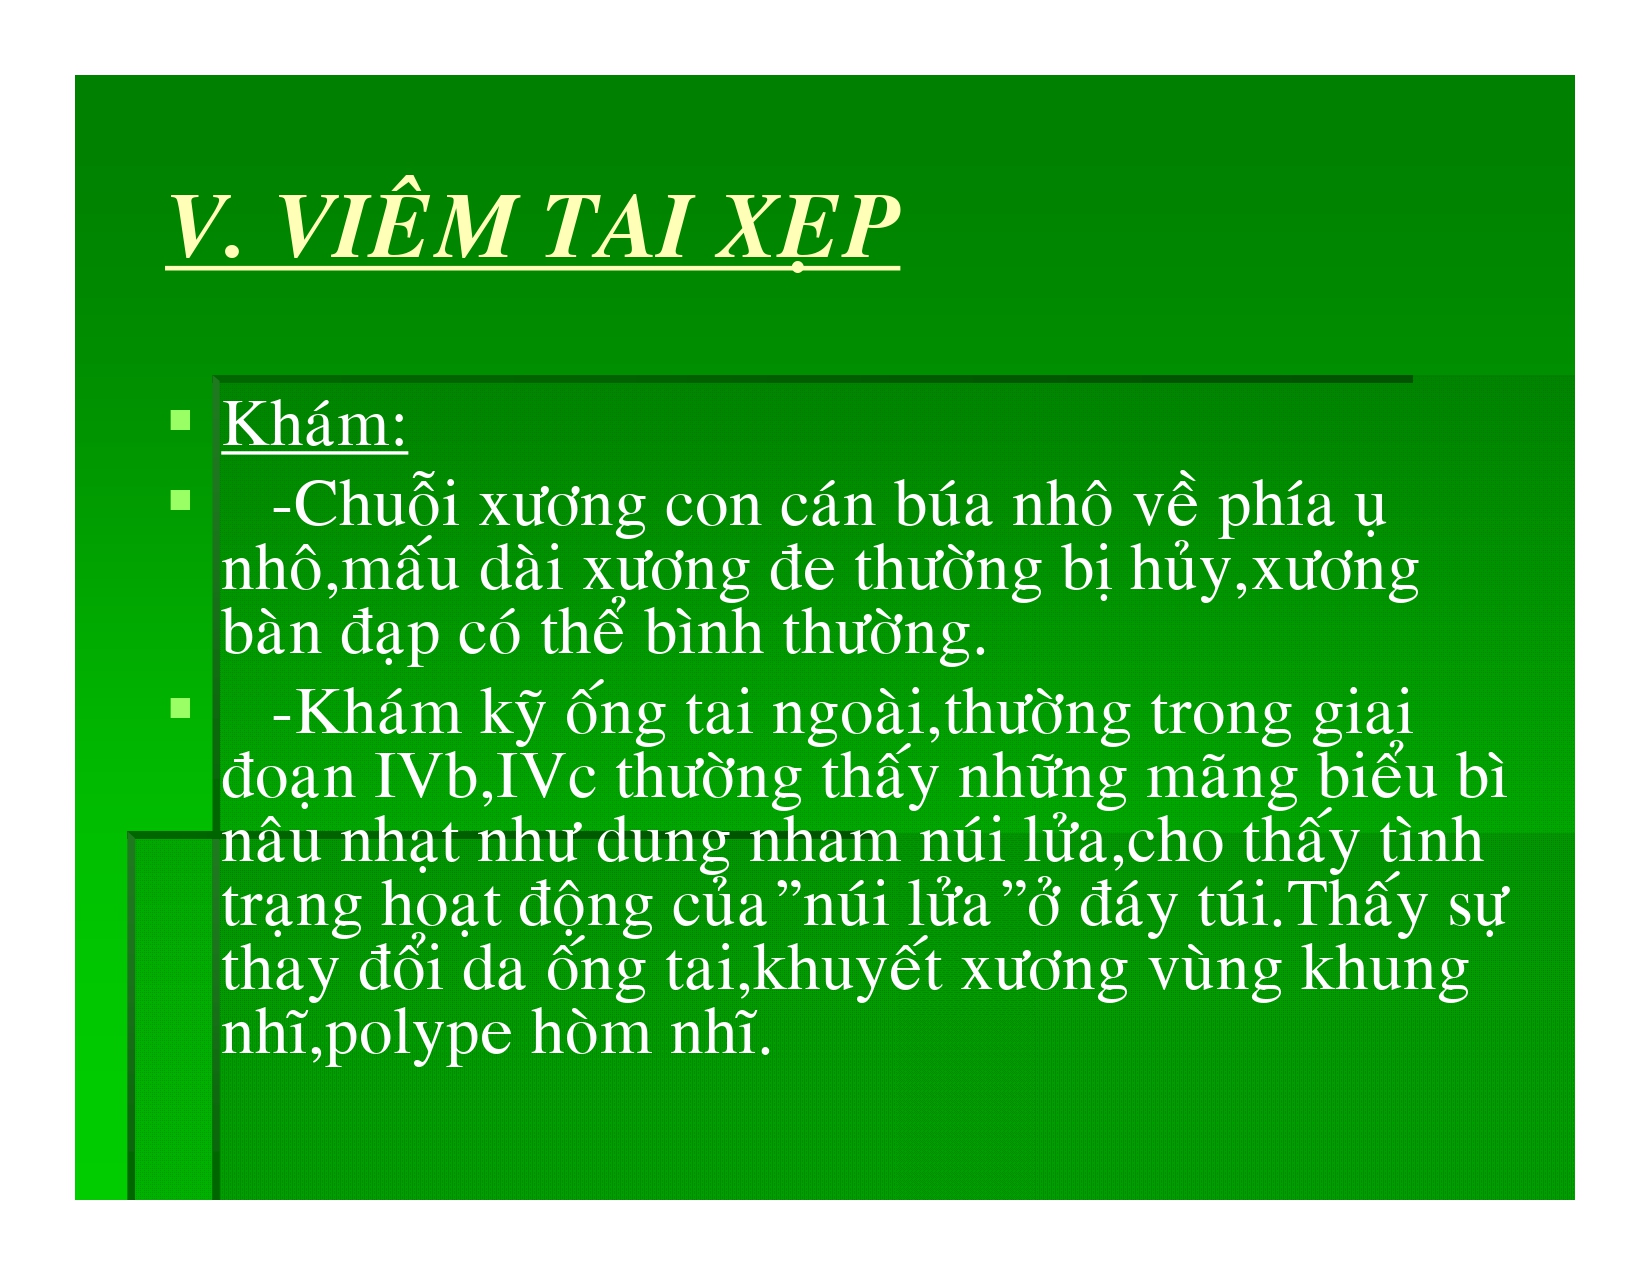 V. VIÊM TAI XẸP
Khám:
-Chuỗi xương con cán búa nhô về phía ụ
nhô,mấu dài xương đe thường bị hủy,xương
bàn đạp có thể bình thường.
-Khám kỹ ống tai ngoài,thường trong giai
đoạn IVb,IVc thường thấy những mãng biểu bì
nâu nhạt như dung nham núi lửa,cho thấy tình
trạng hoạt động của”núi lửa”ở đáy túi.Thấy sự
thay đổi da ống tai,khuyết xương vùng khung
nhĩ,polype hòm nhĩ.